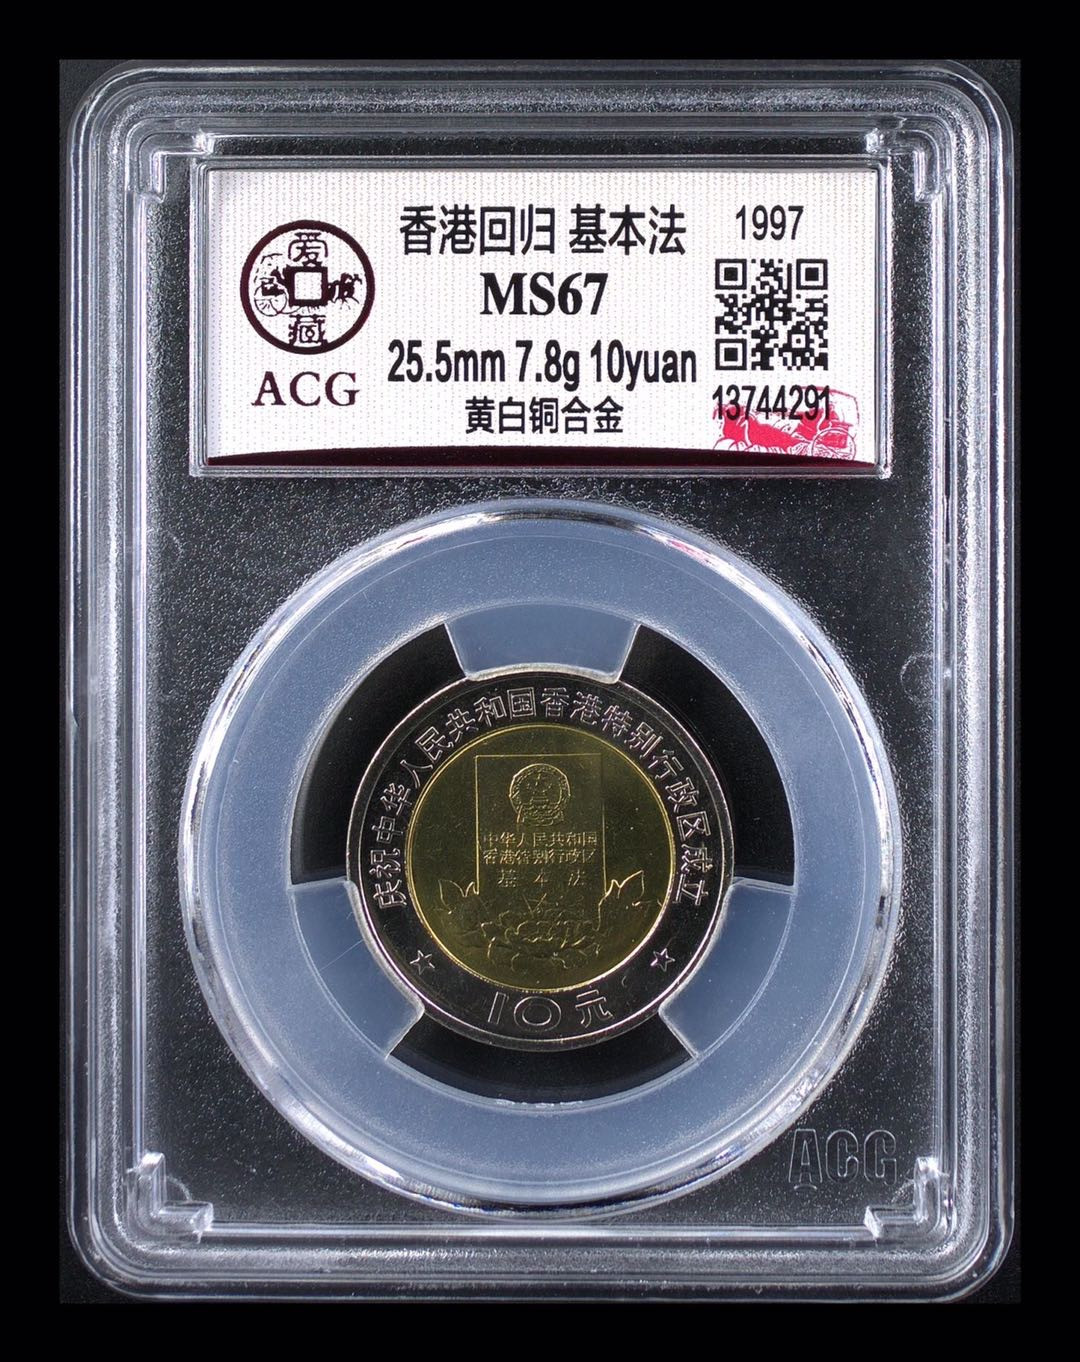 香港回归 基本法 1997
爱藏
MS67
25.5mm 7.8g 10yuan
ACG
黄白铜合金
13744291
庆祝中华人民共和国香港特别行政区成立
中华人民共和国
香港特别行政区
基本法
10元
ACG